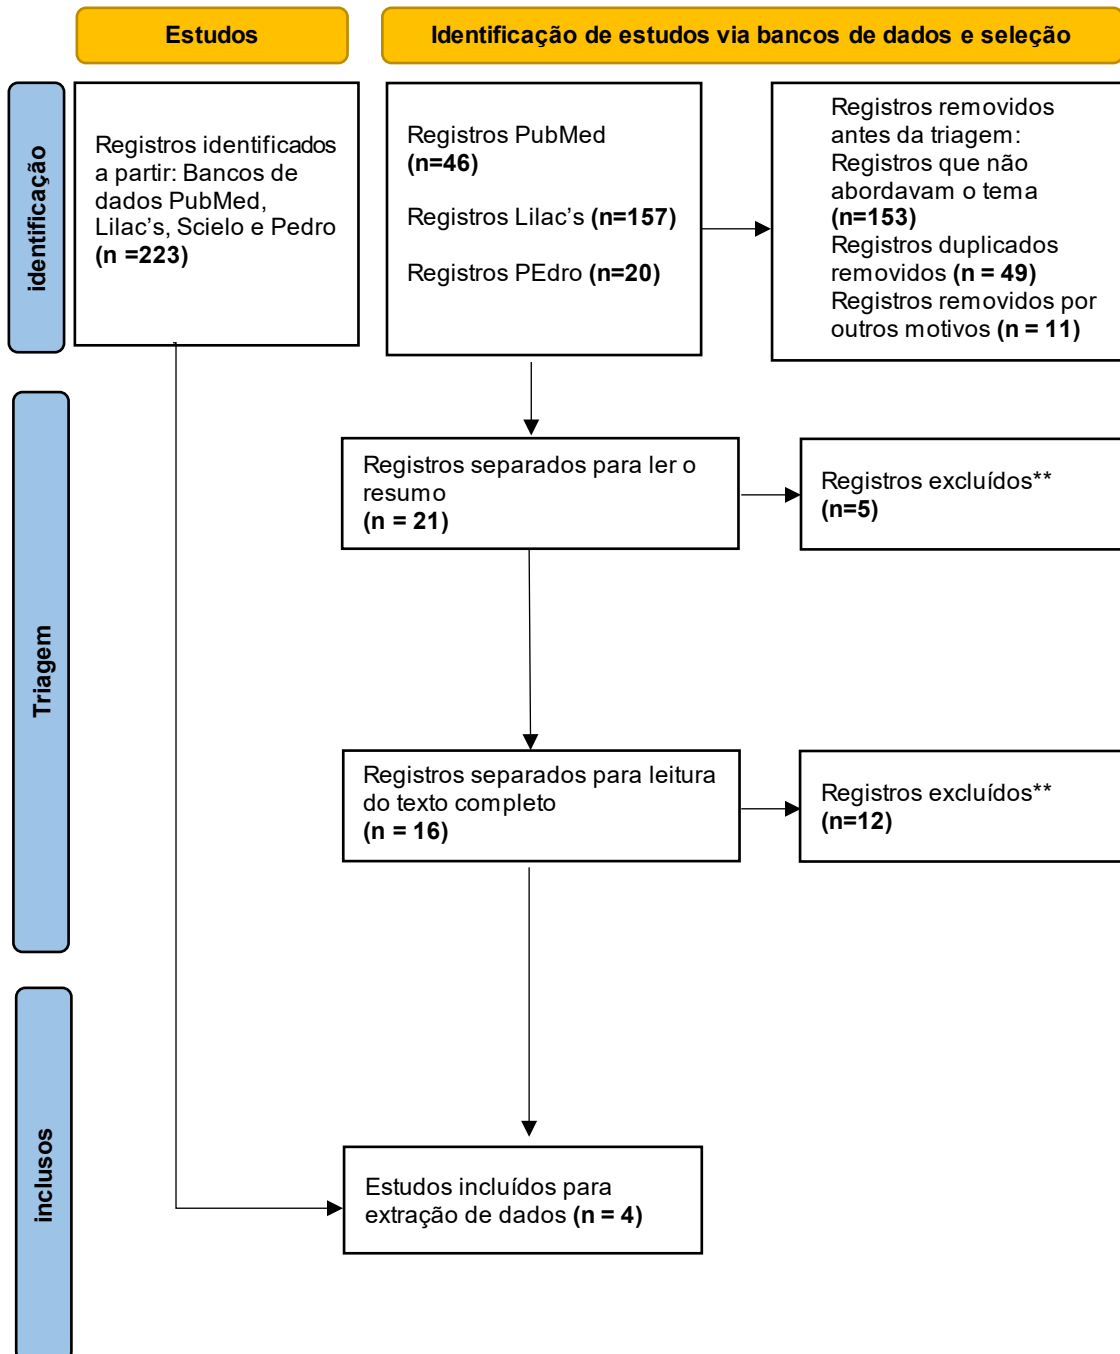 Estudos
Identificação de estudos via bancos de dados e seleção
identificação
Registros identificados
a partir: Bancos de
dados PubMed,
Lilac’s, Scielo e Pedro
(n =223)
Registros PubMed
(n=46)
Registros Lilac’s (n=157)
Registros PEdro (n=20)
Registros removidos
antes da triagem:
Registros que não
abordavam o tema
(n=153)
Registros duplicados
removidos (n = 49)
Registros removidos por
outros motivos (n = 11)
Triagem
Registros separados para ler o
resumo
(n = 21)
Registros excluídos**
(n=5)
Registros separados para leitura
do texto completo
(n = 16)
Registros excluídos**
(n=12)
inclusos
Estudos incluídos para
extração de dados (n = 4)